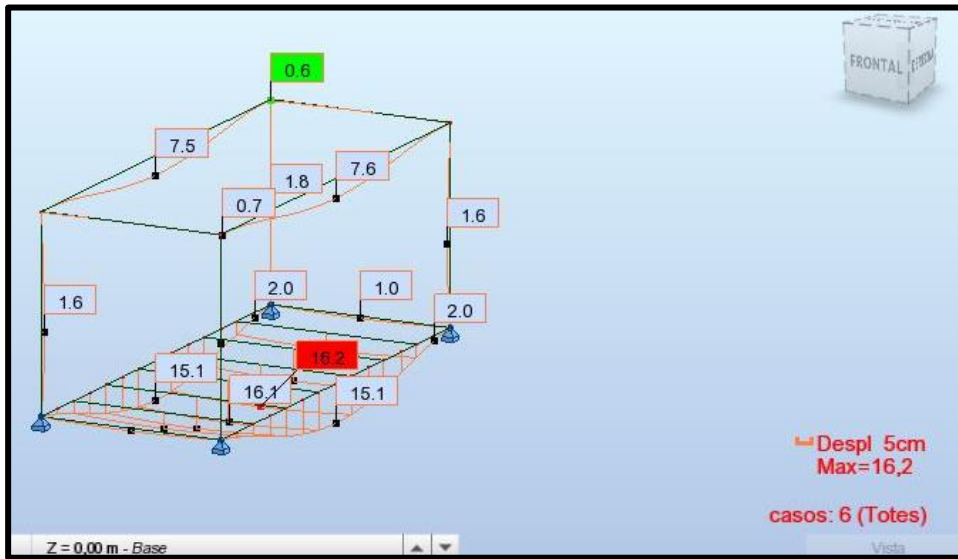 0.6
FRONTAL
7.5
1.8
7.6
0.7
1.6
1.6
2.0
1.0
2.0
16.2
15.1
16.1
15.1
Despl 5cm
Max=16,2
casos: 6 (Totes)
Z = 0,00 m - Base
Vista